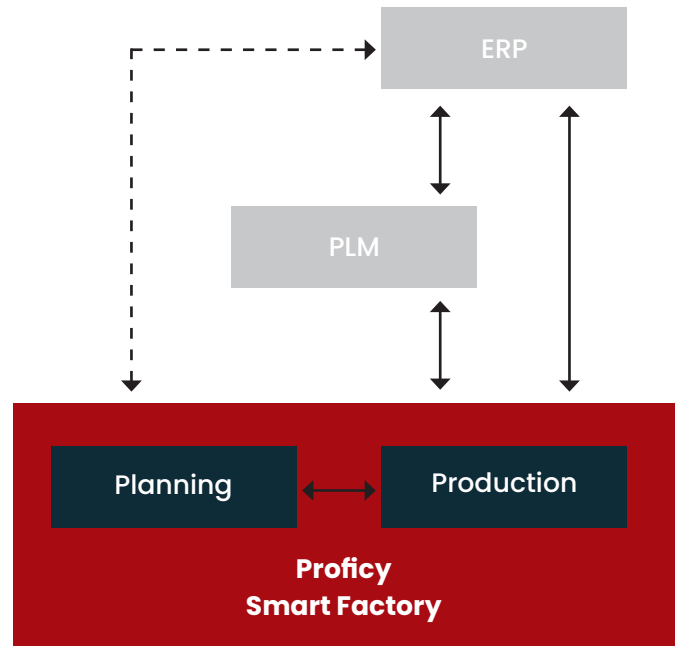 ERP
PLM
Planning
Production
Proficy
Smart Factory